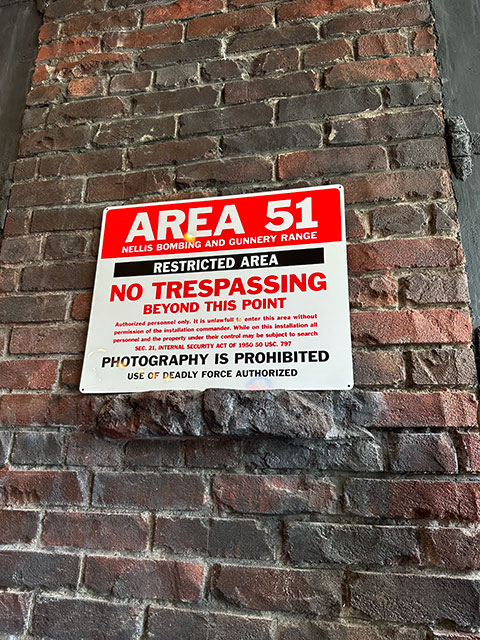 AREA 51
NELLIS BOMBING AND GUNNERY RANGE
RESTRICTED AREA
NO TRESPASSING
BEYOND THIS POINT
Authorized personnel only. It is unlawfull to enter this area without
permission of the installation commander. While on this installation all
personnel and the property under their control may be subject to search
SEC. 21, INTERNAL SECURITY ACT OF 1950 50 USC. 797
PHOTOGRAPHY IS PROHIBITED
USE OF DEADLY FORCE AUTHORIZED